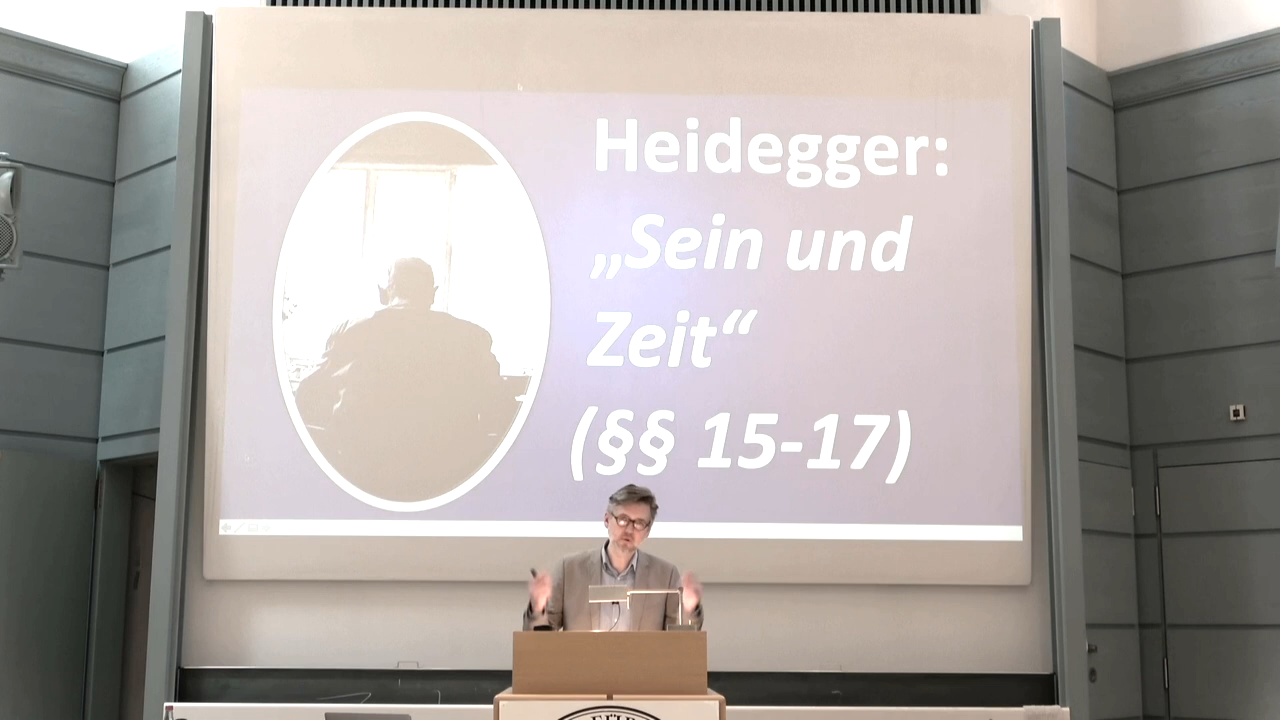 Heidegger:
„Sein und
Zeit“
(§§ 15-17)